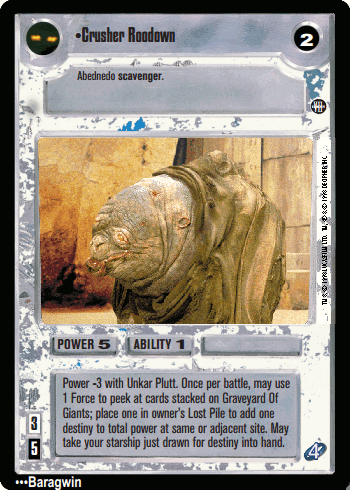 •Crusher Roodown
2
Abednedo scavenger.
POWER 5
ABILITY 1
Power -3 with Unkar Plutt. Once per battle, may use
1 Force to peek at cards stacked on Graveyard Of
Giants; place one in owner's Lost Pile to add one
destiny to total power at same or adjacent site. May
take your starship just drawn for destiny into hand.
3
5
•••Baragwin